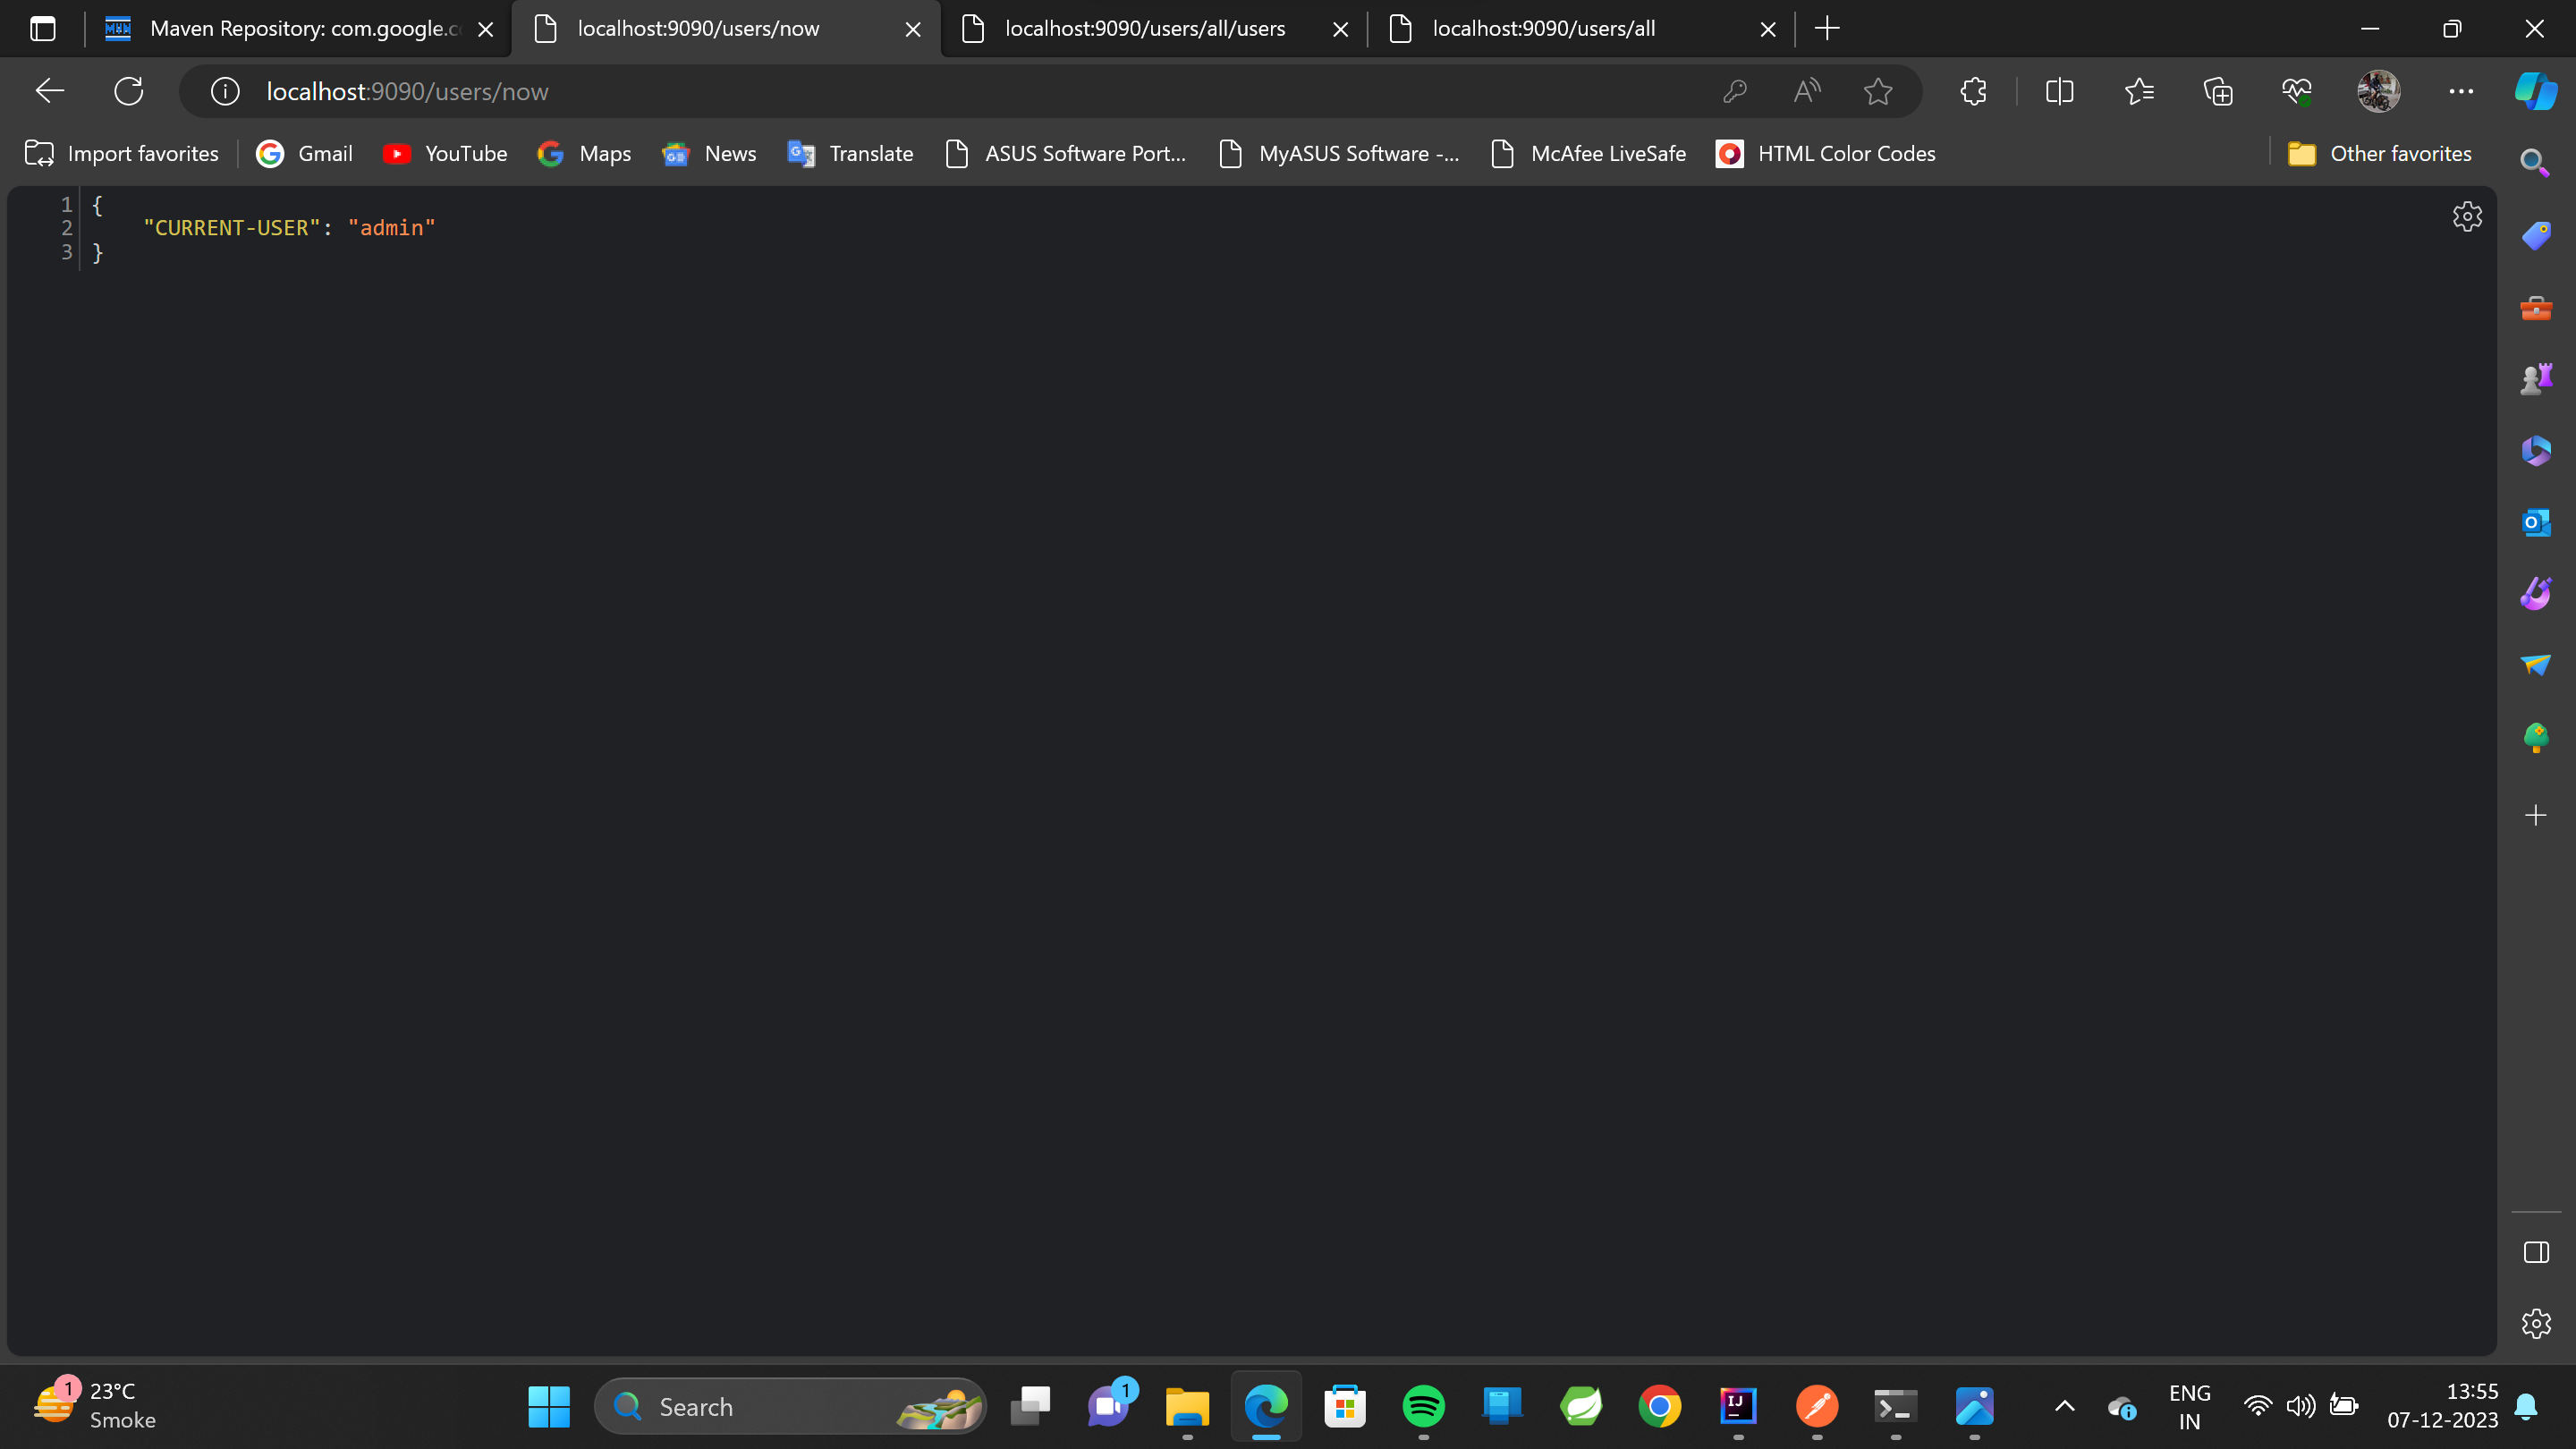 Maven Repository: com.google.c
localhost:9090/users/now
localhost:9090/users/all/users
localhost:9090/users/all
localhost:9090/users/now
Import favorites
Gmail
YouTube
Maps
News
Translate
ASUS Software Port...
MyASUS Software -...
McAfee LiveSafe
HTML Color Codes
Other favorites
1 {
2 "CURRENT-USER": "admin"
3 }
1
23°C
Smoke
Search
1
ENG
IN
13:55
07-12-2023